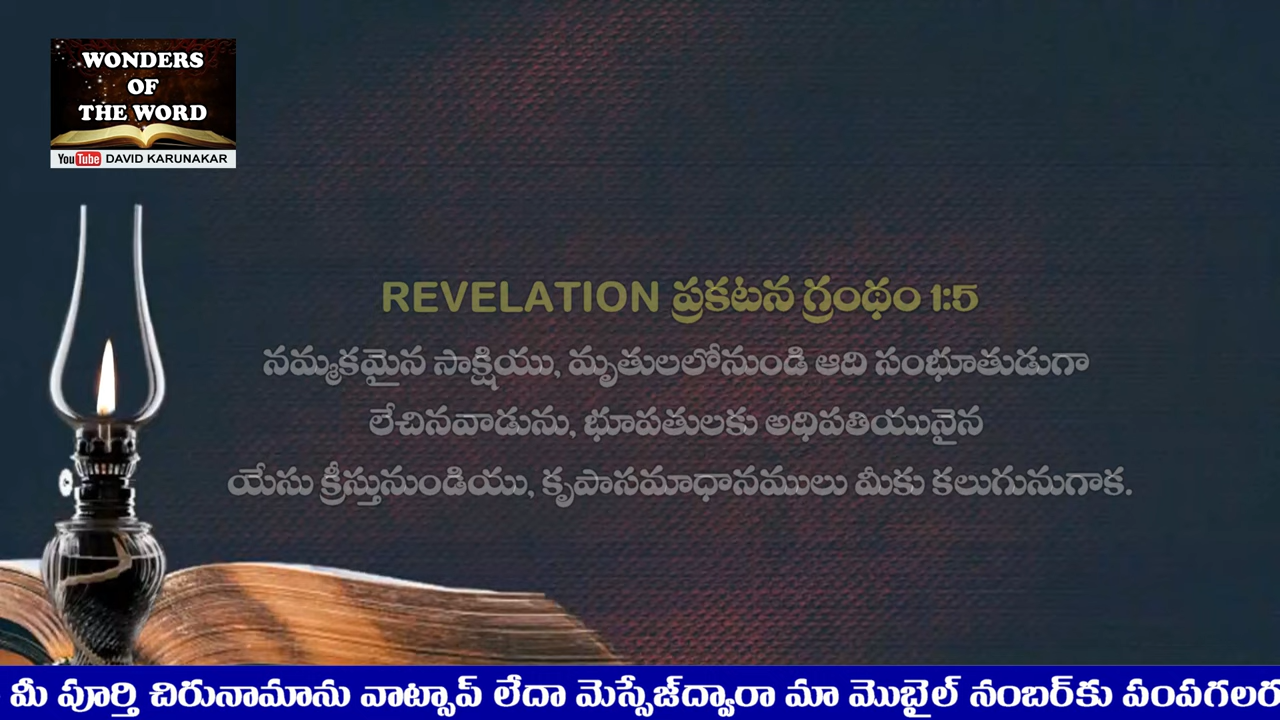 WONDERS
OF
THE WORD
YouTube DAVID KARUNAKAR
REVELATION ప్రకటన గ్రంథం 1:5
నమ్మకమైన సాక్షియు, మృతులలోనుండి ఆది సంభూతుడుగా
లేచినవాడును, భూపతులకు అధిపతియునైన
యేసు క్రీస్తునుండియు, కృపాసమాధానములు మీకు కలుగునుగాక.
మీ పూర్తి చిరునామాను వాట్సాప్ లేదా మెస్సేజ్‌ద్వారా మా మొబైల్ నంబర్‌కు